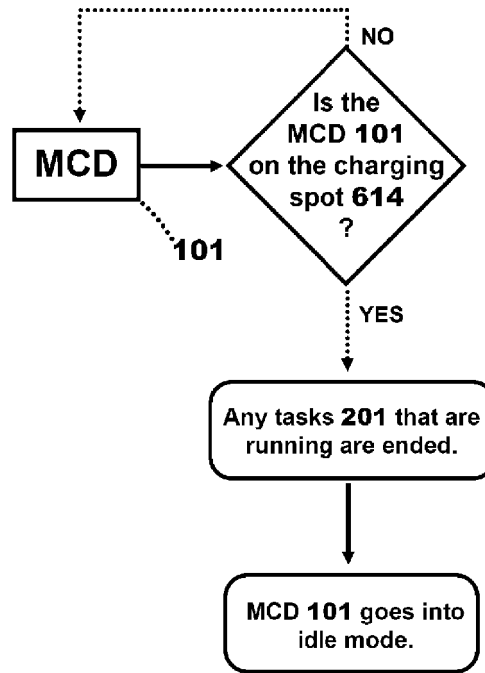 NO
Is the
MCD 101
on the charging
spot 614
?
MCD
101
YES
Any tasks 201 that are
running are ended.
MCD 101 goes into
idle mode.